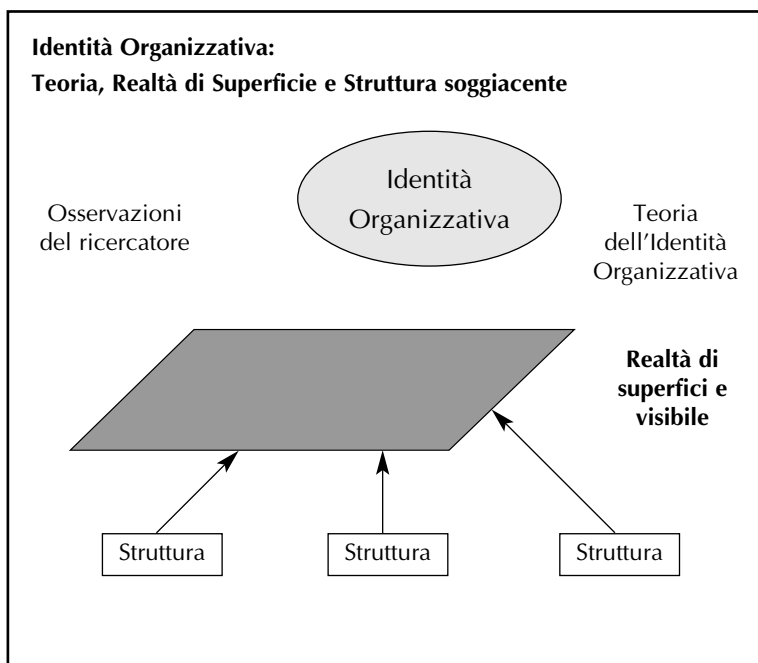 Identità Organizzativa:
Teoria, Realtà di Superficie e Struttura soggiacente
Identità
Organizzativa
Osservazioni
del ricercatore
Teoria
dell'Identità
Organizzativa
Realtà di
superfici e
visibile
Struttura
Struttura
Struttura